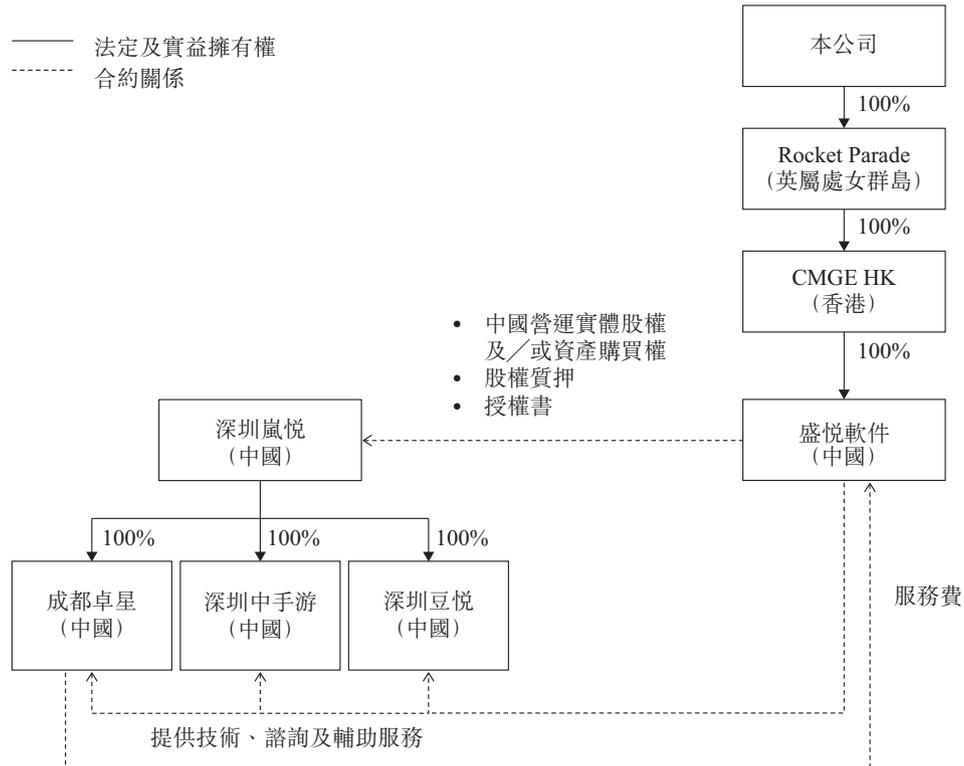 法定及實益擁有權
合約關係
本公司
100%
Rocket Parade
（英屬處女群島）
100%
CMGE HK
（香港）
100%
• 中國營運實體股權
及／或資產購買權
• 股權質押
• 授權書
深圳嵐悦
（中國）
盛悦軟件
（中國）
100%
100%
100%
成都卓星
（中國）
深圳中手游
（中國）
深圳豆悦
（中國）
服務費
提供技術、諮詢及輔助服務